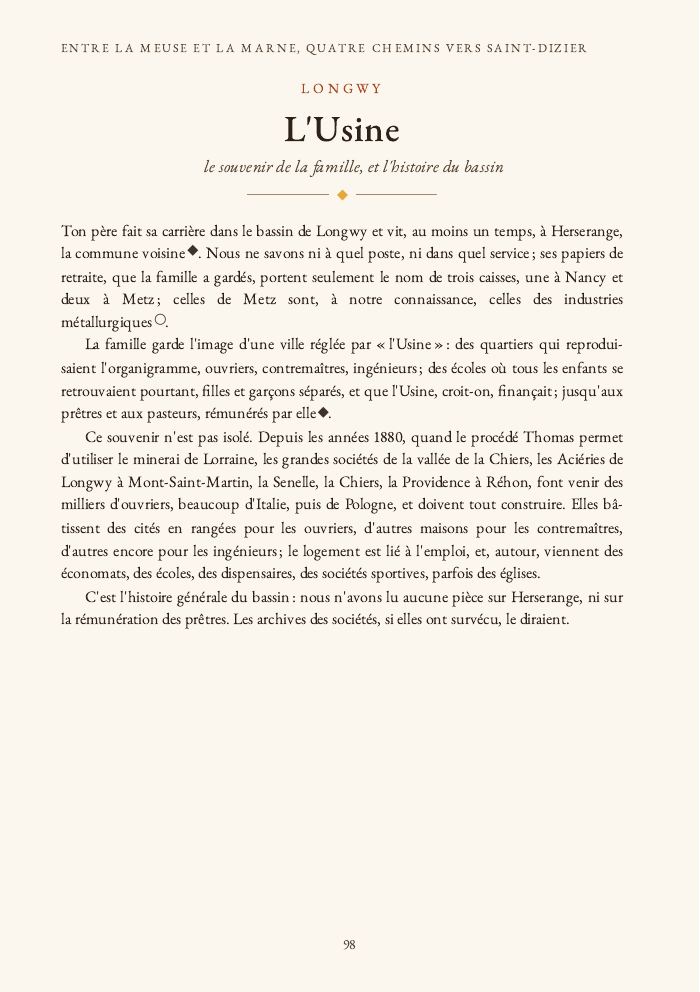 ENTRE LA MEUSE ET LA MARNE, QUATRE CHEMINS VERS SAINT-DIZIER
LONGWY
L'Usine
le souvenir de la famille, et l'histoire du bassin
Ton père fait sa carrière dans le bassin de Longwy et vit, au moins un temps, à Herserange,
la commune voisine◆. Nous ne savons ni à quel poste, ni dans quel service ; ses papiers de
retraite, que la famille a gardés, portent seulement le nom de trois caisses, une à Nancy et
deux à Metz ; celles de Metz sont, à notre connaissance, celles des industries
métallurgiques○.
La famille garde l'image d'une ville réglée par « l'Usine » : des quartiers qui reprodui-
saient l'organigramme, ouvriers, contremaîtres, ingénieurs ; des écoles où tous les enfants se
retrouvaient pourtant, filles et garçons séparés, et que l'Usine, croit-on, finançait ; jusqu'aux
prêtres et aux pasteurs, rémunérés par elle◆.
Ce souvenir n'est pas isolé. Depuis les années 1880, quand le procédé Thomas permet
d'utiliser le minerai de Lorraine, les grandes sociétés de la vallée de la Chiers, les Aciéries de
Longwy à Mont-Saint-Martin, la Senelle, la Chiers, la Providence à Réhon, font venir des
milliers d'ouvriers, beaucoup d'Italie, puis de Pologne, et doivent tout construire. Elles bâ-
tissent des cités en rangées pour les ouvriers, d'autres maisons pour les contremaîtres,
d'autres encore pour les ingénieurs ; le logement est lié à l'emploi, et, autour, viennent des
économats, des écoles, des dispensaires, des sociétés sportives, parfois des églises.
C'est l'histoire générale du bassin : nous n'avons lu aucune pièce sur Herserange, ni sur
la rémunération des prêtres. Les archives des sociétés, si elles ont survécu, le diraient.
98